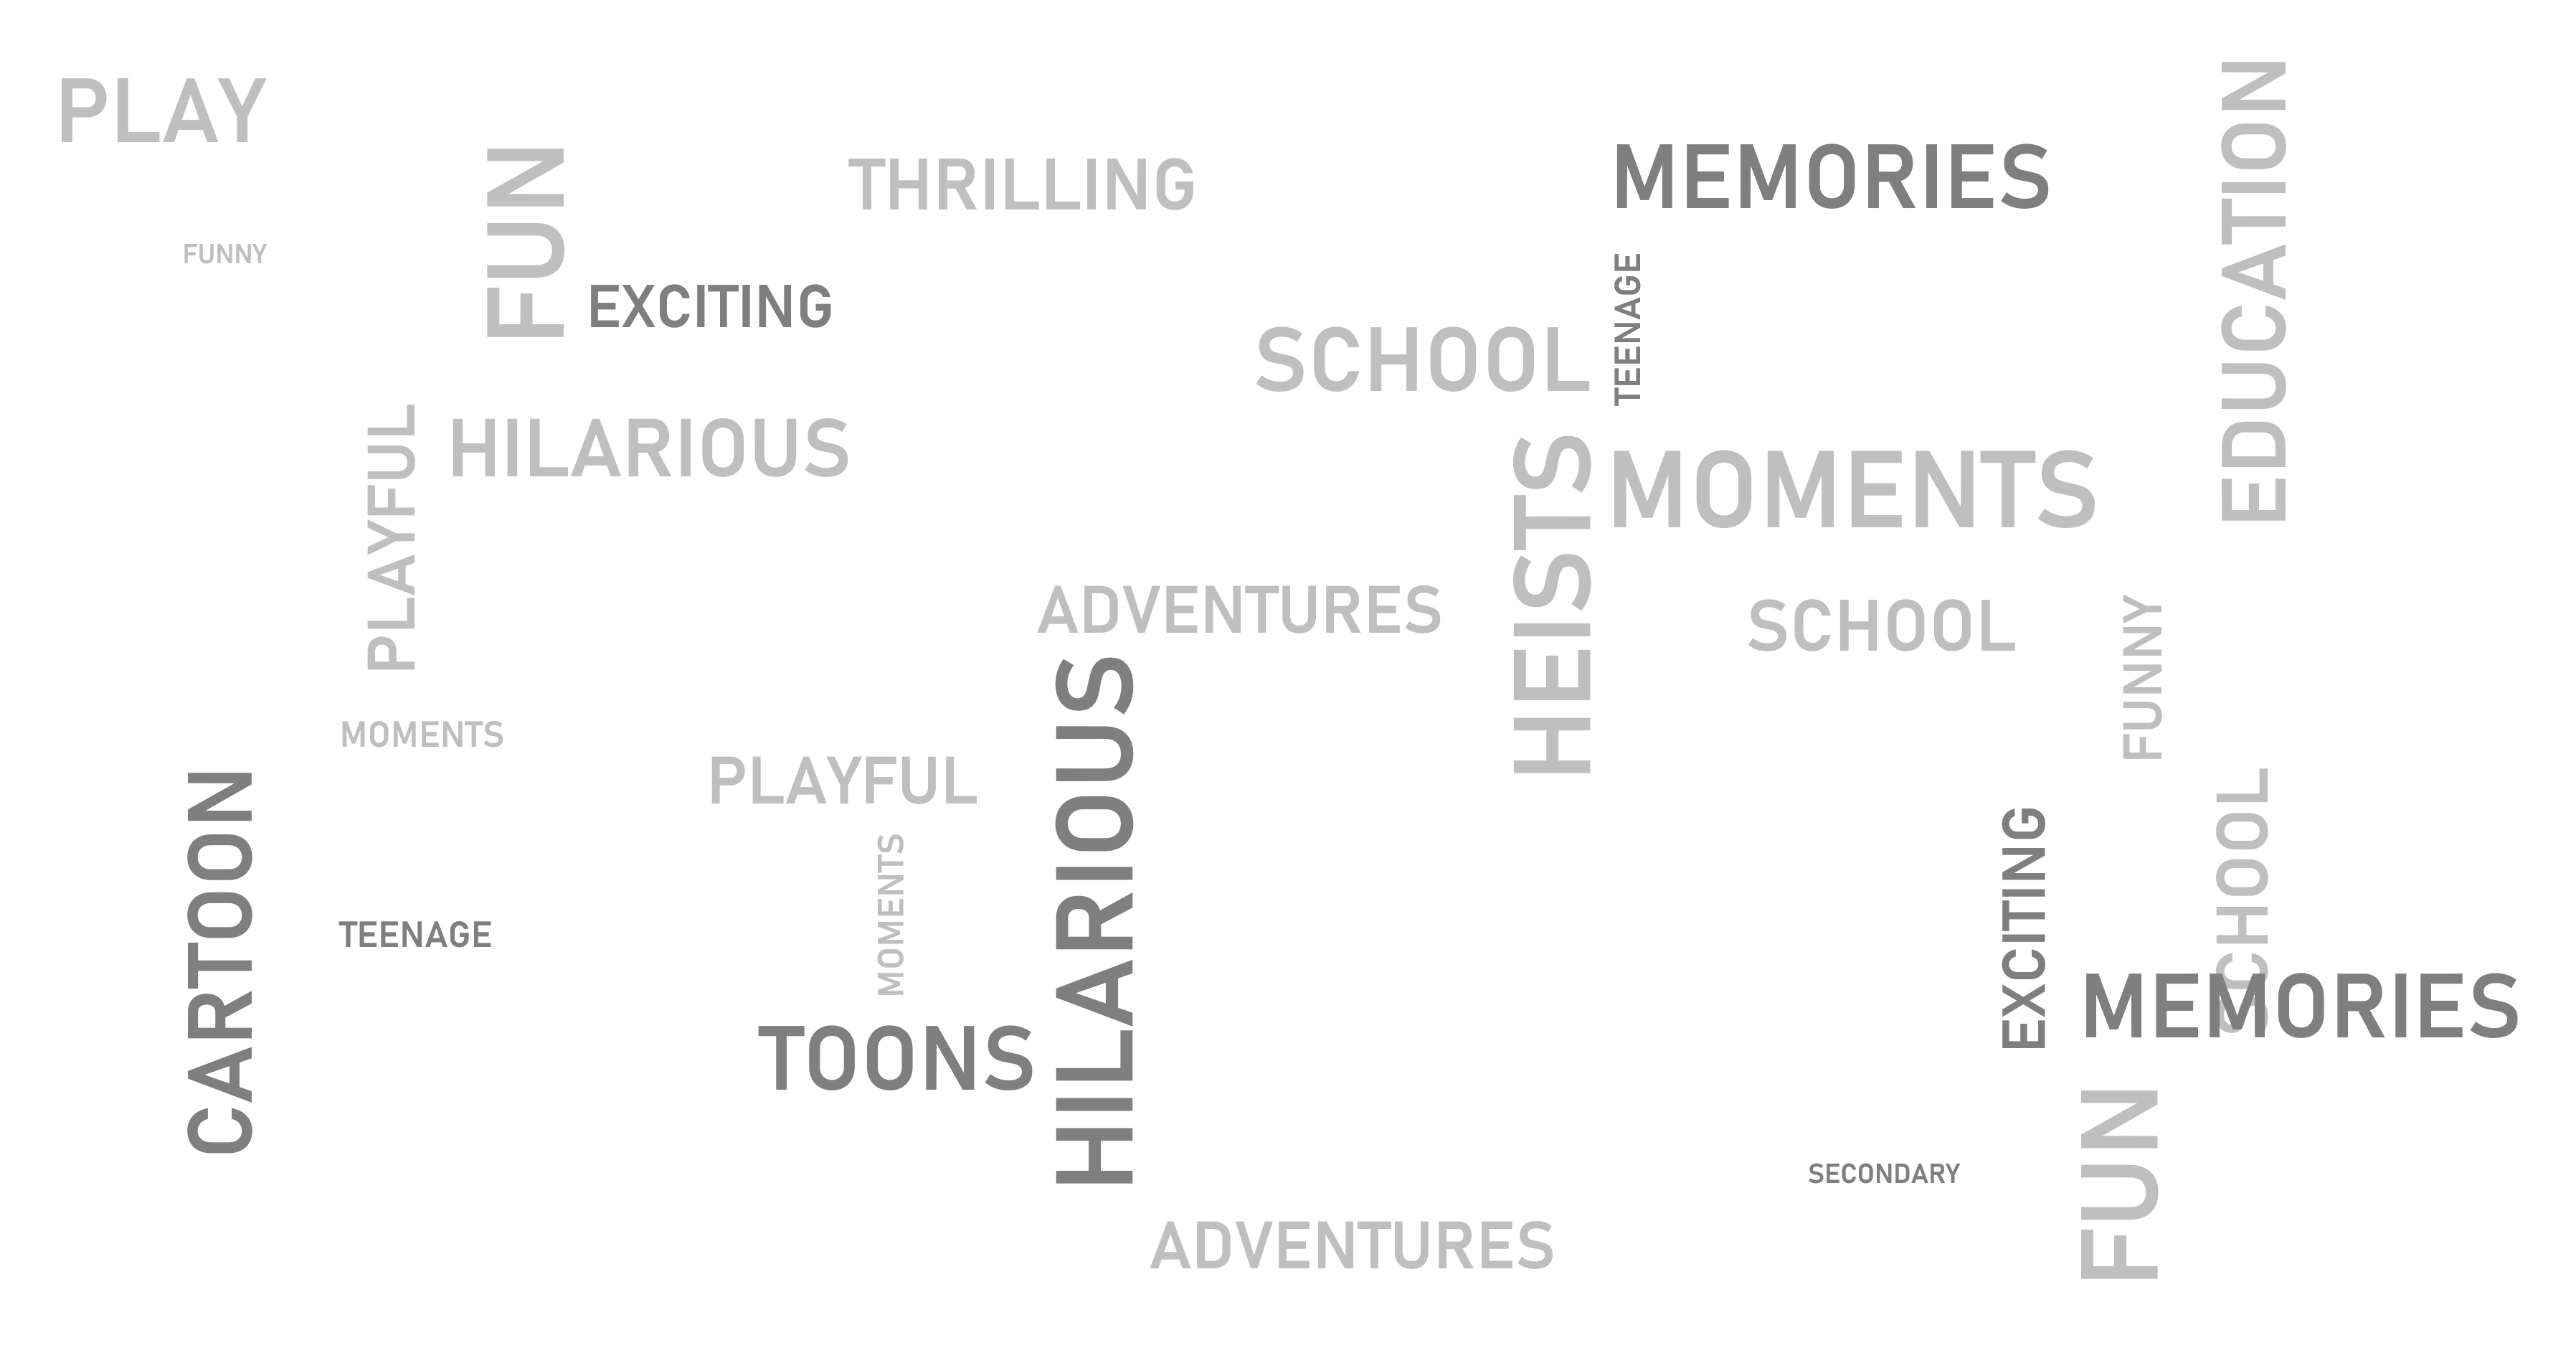 PLAY
FUN
THRILLING
MEMORIES
EDUCATION
FUNNY
EXCITING
TEENAGE
SCHOOL
PLAYFUL
HILARIOUS
HEISTS
MOMENTS
ADVENTURES
SCHOOL
FUNNY
MOMENTS
PLAYFUL
HILARIOUS
CARTOON
TEENAGE
MOMENTS
TOONS
EXCITING
SCHOOL
MEMORIES
SECONDARY
FUN
ADVENTURES